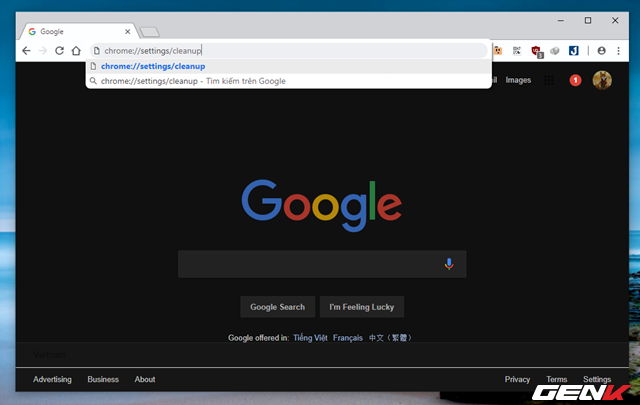 Google
chrome://settings/cleanup
chrome://settings/cleanup
chrome://settings/cleanup - Tìm kiếm trên Google
Images
1
3
Google
Google Search
I'm Feeling Lucky
Google offered in: Tiếng Việt Français 中文 (繁體)
Vietnam
Advertising Business About
Privacy Terms Settings
GENK